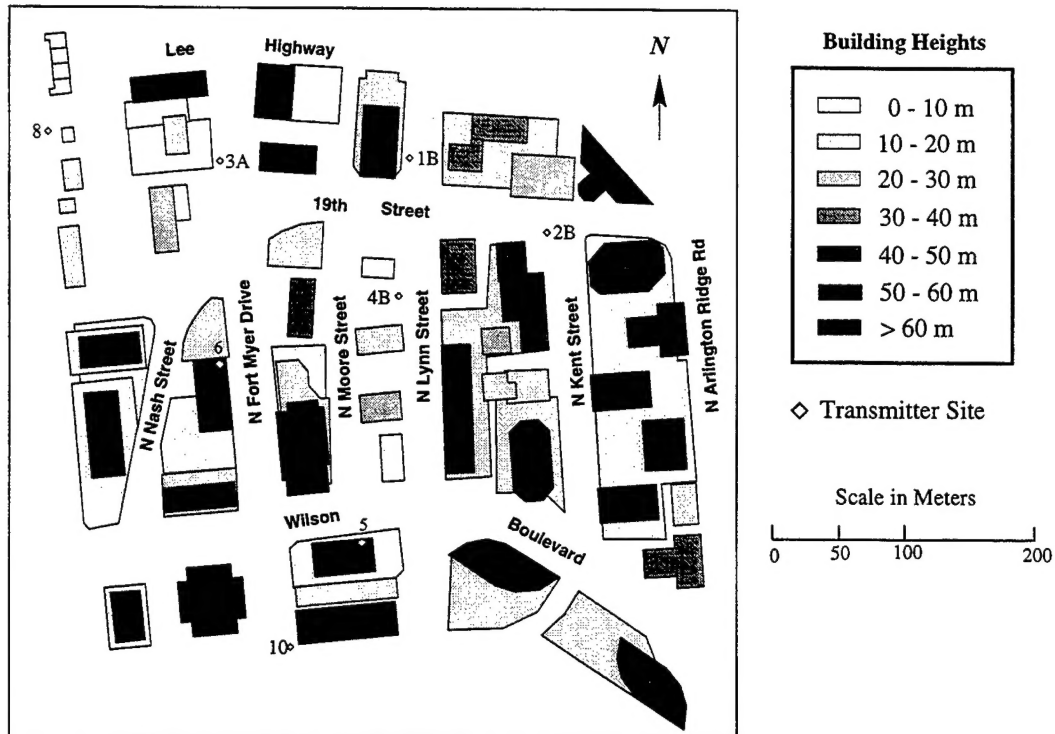 Lee Highway
N
8
3A
1B
19th Street
2B
4B
6
N Nash Street
N Fort Myer Drive
N Moore Street
N Lynn Street
N Kent Street
N Arlington Ridge Rd
Wilson Boulevard
5
10
Building Heights
0 - 10 m
10 - 20 m
20 - 30 m
30 - 40 m
40 - 50 m
50 - 60 m
> 60 m
Transmitter Site
Scale in Meters
0 50 100 200